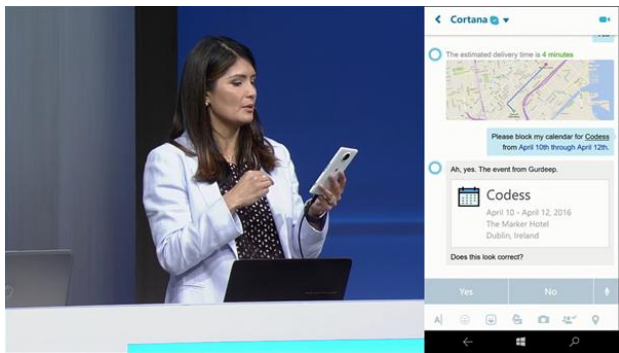 Cortana
The estimated delivery time is 4 minutes
Please block my calendar for Codess
from April 10th through April 12th.
Ah, yes. The event from Gurdeep.
Codess
April 10 - April 12, 2016
The Marker Hotel
Dublin, Ireland
Does this look correct?
Yes
No
A